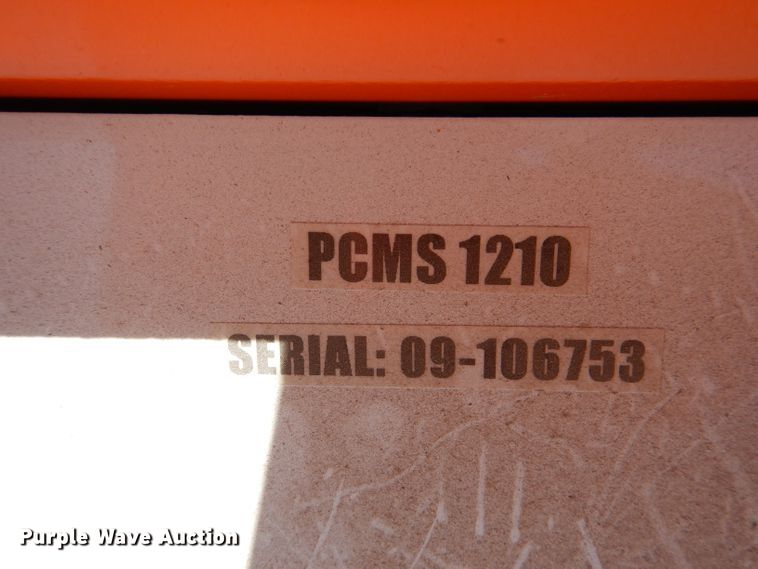 PCMS 1210
SERIAL: 09-106753
Purple Wave Auction